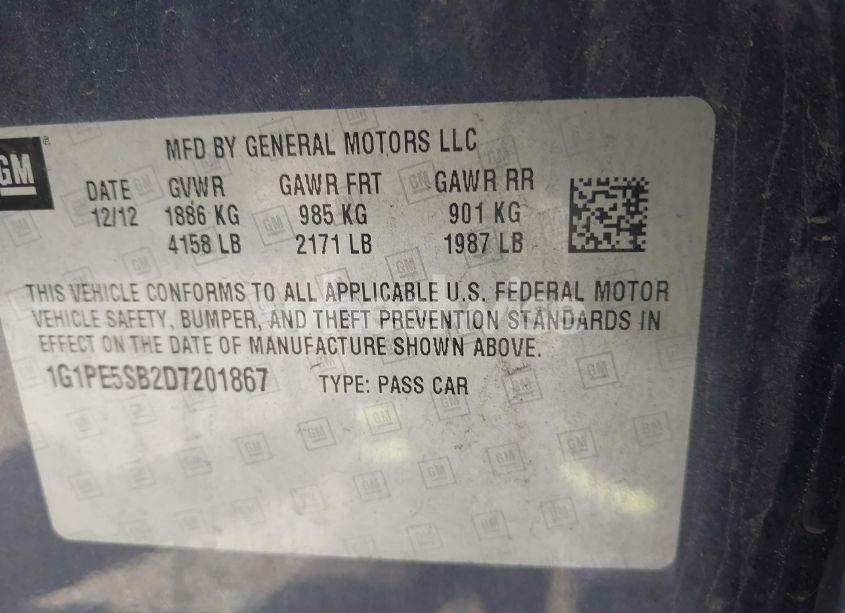 GM
MFD BY GENERAL MOTORS LLC
DATE GVWR GAWR FRT GAWR RR
12/12 1886 KG 985 KG 901 KG
4158 LB 2171 LB 1987 LB
THIS VEHICLE CONFORMS TO ALL APPLICABLE U.S. FEDERAL MOTOR
VEHICLE SAFETY, BUMPER, AND THEFT PREVENTION STANDARDS IN
EFFECT ON THE DATE OF MANUFACTURE SHOWN ABOVE.
1G1PE5SB2D7201867 TYPE: PASS CAR